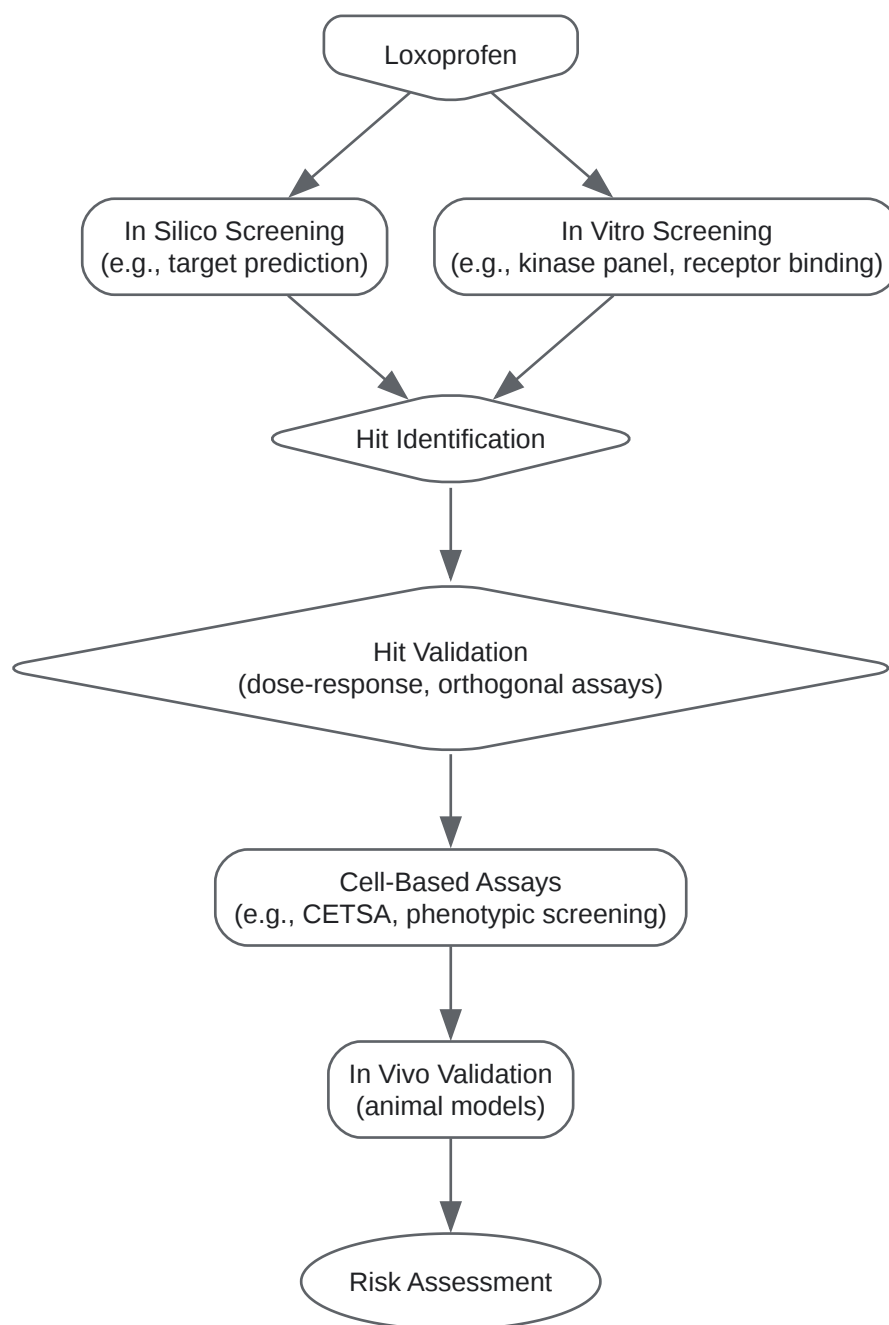 Loxoprofen
In Silico Screening
(e.g., target prediction)
In Vitro Screening
(e.g., kinase panel, receptor binding)
Hit Identification
Hit Validation
(dose-response, orthogonal assays)
Cell-Based Assays
(e.g., CETSA, phenotypic screening)
In Vivo Validation
(animal models)
Risk Assessment